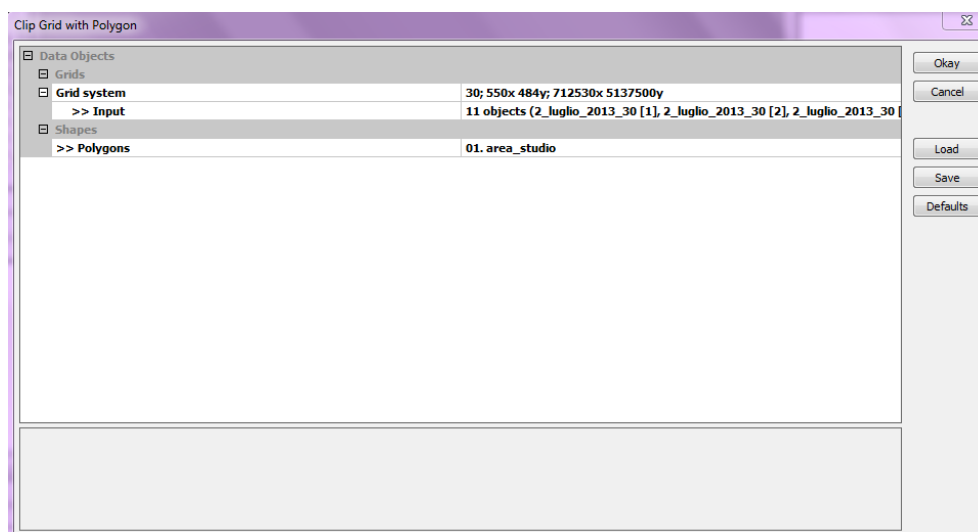 Clip Grid with Polygon
Data Objects
Grids
Grid system 30; 550x 484y; 712530x 5137500y
>> Input 11 objects (2_luglio_2013_30 [1], 2_luglio_2013_30 [2], 2_luglio_2013_30 [
Shapes
>> Polygons 01. area_studio
Okay
Cancel
Load
Save
Defaults